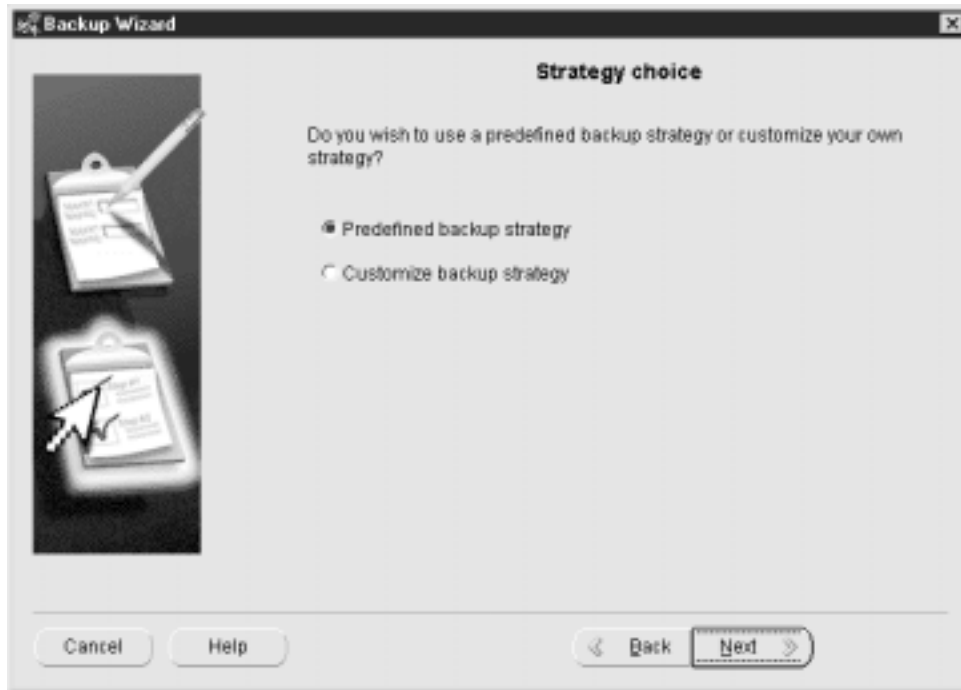 Backup Wizard
Strategy choice
Do you wish to use a predefined backup strategy or customize your own
strategy?
Predefined backup strategy
Customize backup strategy
Cancel
Help
Back
Next